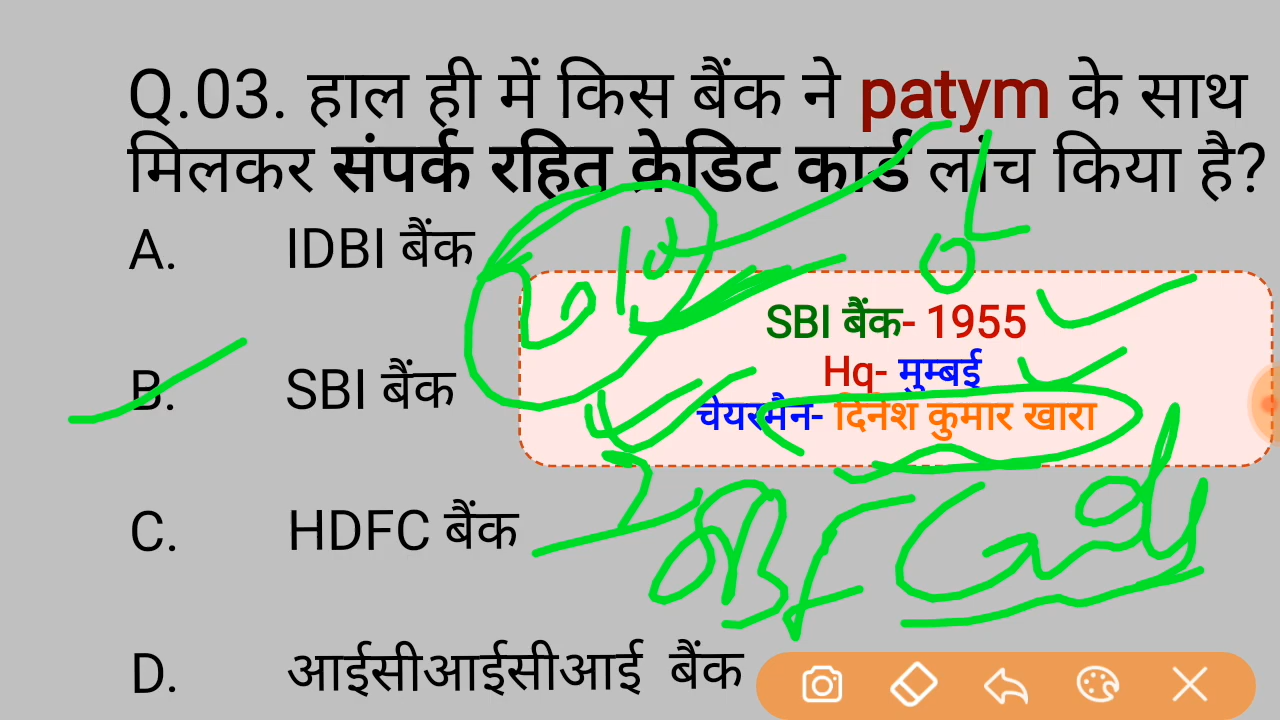 Q.03. हाल ही में किस बैंक ने patym के साथ
मिलकर संपर्क रहित क्रेडिट कार्ड लांच किया है?
A. IDBI बैंक
B. SBI बैंक
C. HDFC बैंक
D. आईसीआईसीआई बैंक
SBI बैंक- 1955
Hq- मुम्बई
चेयरमैन- दिनेश कुमार खारा